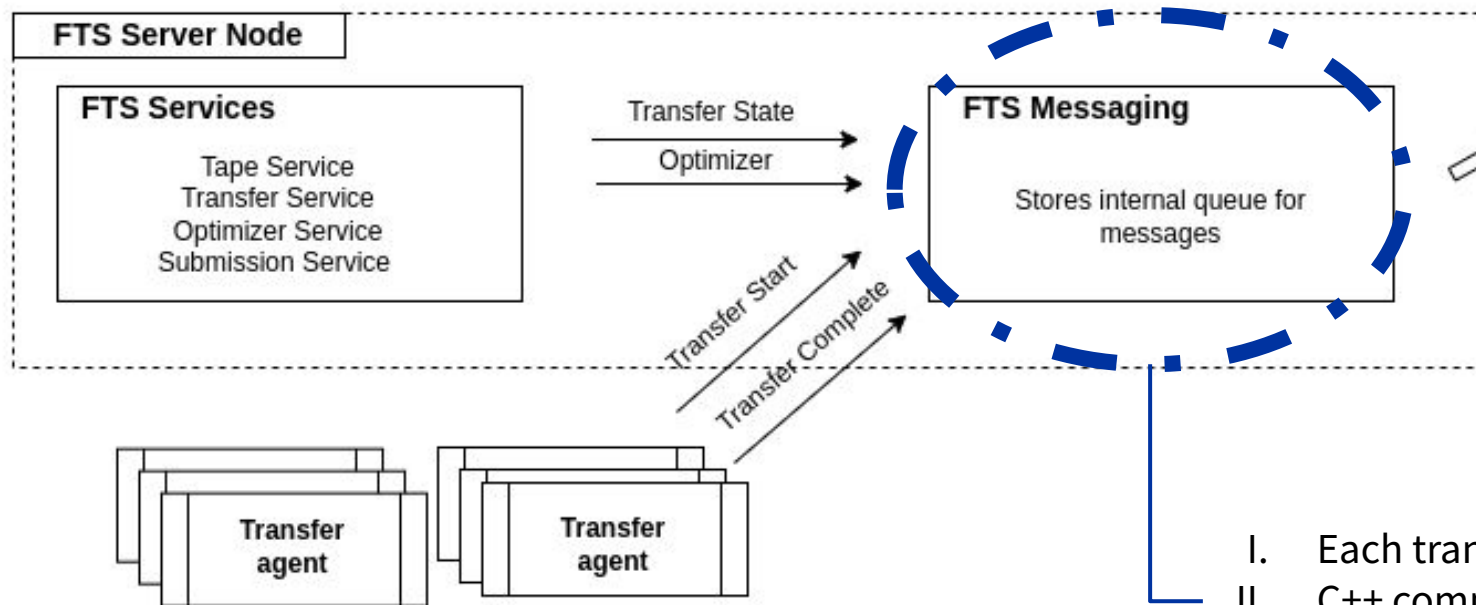 FTS Server Node
FTS Services
Tape Service
Transfer Service
Optimizer Service
Submission Service
Transfer State
Optimizer
FTS Messaging
Stores internal queue for
messages
Transfer Start
Transfer Complete
Transfer
agent
Transfer
agent
I. Each
II. C++